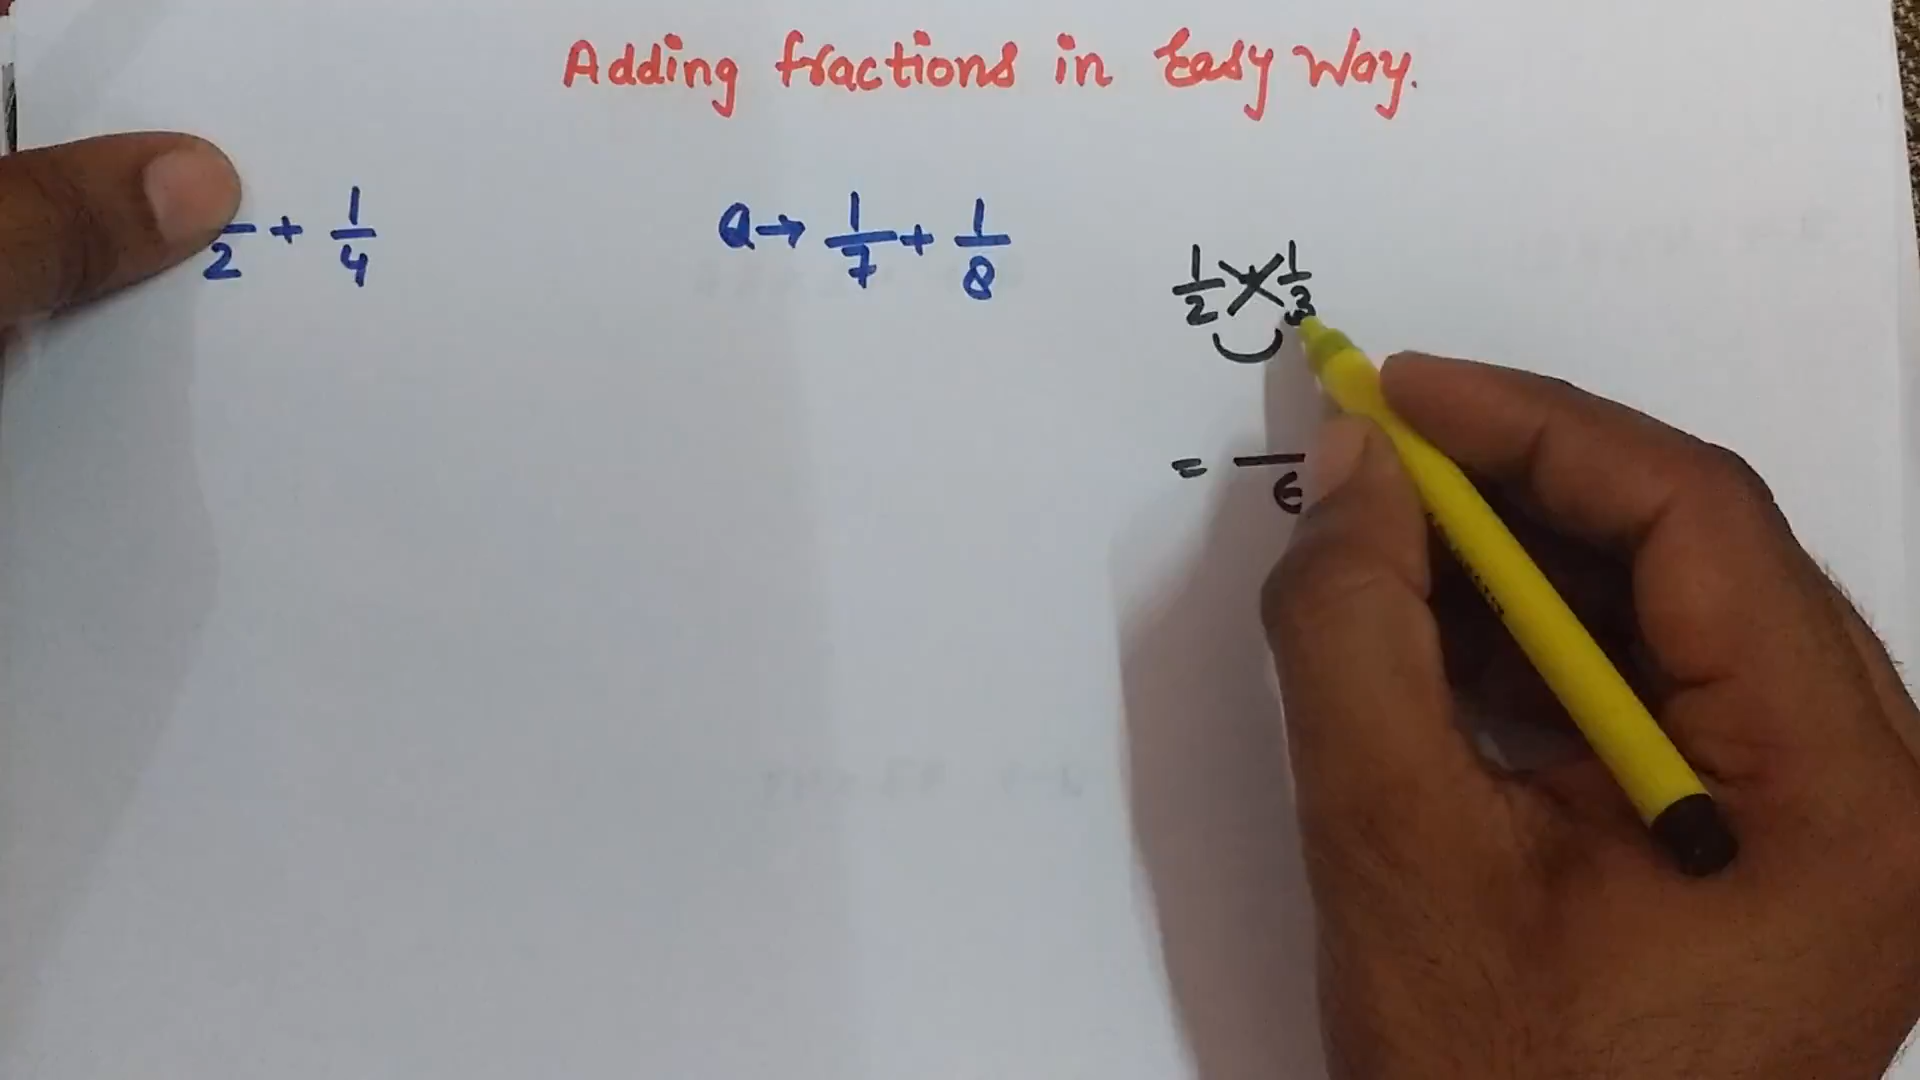 Adding fractions in Easy Way.
/2 + 1/4
Q→ 1/7 + 1/8
1/2 × 1/3
= /6